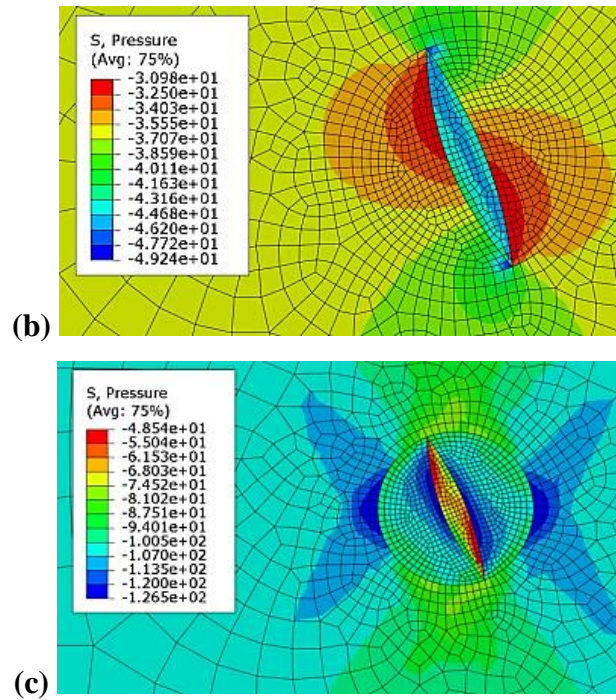 S, Pressure
(Avg: 75%)
-3.098e+01
-3.250e+01
-3.403e+01
-3.555e+01
-3.707e+01
-3.859e+01
-4.011e+01
-4.163e+01
-4.316e+01
-4.468e+01
-4.620e+01
-4.772e+01
-4.924e+01
(b)
S, Pressure
(Avg: 75%)
-4.854e+01
-5.504e+01
-6.153e+01
-6.803e+01
-7.452e+01
-8.102e+01
-8.751e+01
-9.401e+01
-1.005e+02
-1.070e+02
-1.135e+02
-1.200e+02
-1.265e+02
(c)